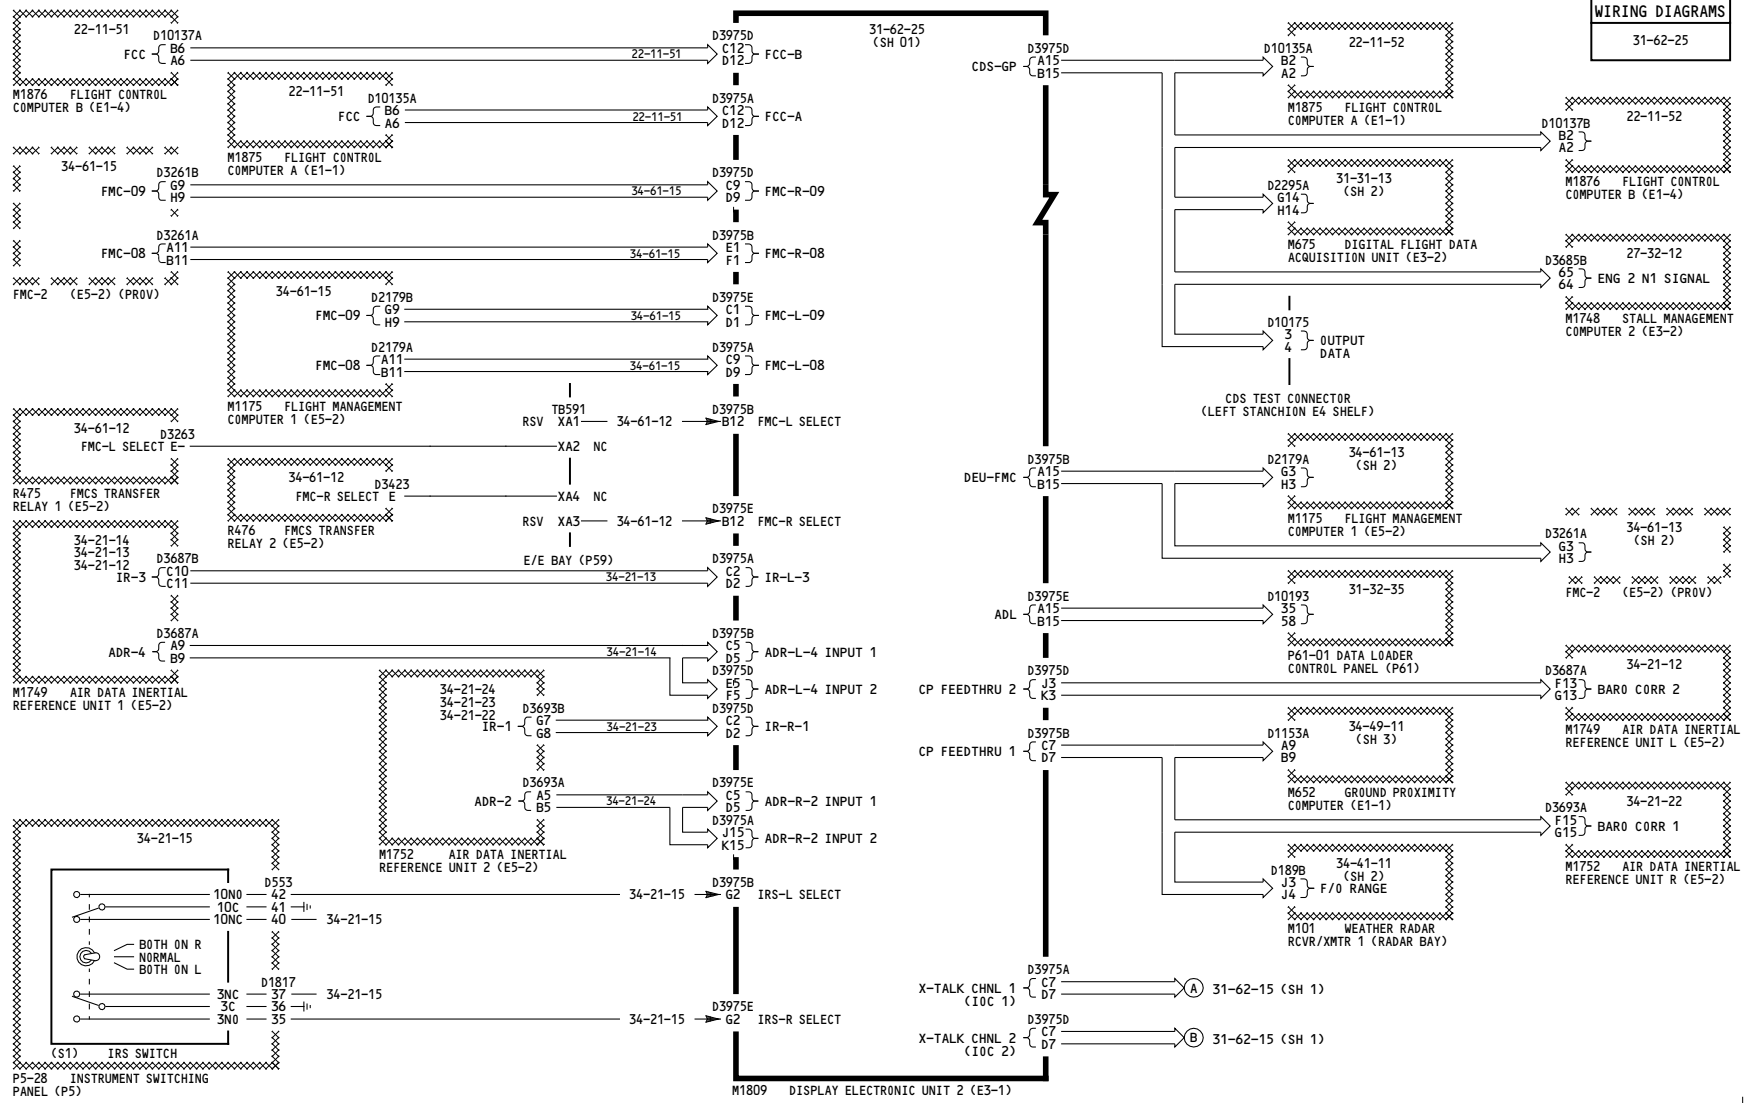 WIRING DIAGRAMS
31-62-25
22-11-51
D10137A
FCC
B6
A6
M1876 FLIGHT CONTROL
COMPUTER B (E1-4)
22-11-51
D3975D
C12
D12
FCC-B
22-11-51
D10135A
FCC
B6
A6
M1875 FLIGHT CONTROL
COMPUTER A (E1-1)
22-11-51
D3975A
C12
D12
FCC-A
34-61-15
D3261B
FMC-09
G9
H9
34-61-15
D3975D
C9
D9
FMC-R-09
D3261A
FMC-08
A11
B11
34-61-15
D3975B
E1
F1
FMC-R-08
FMC-2 (E5-2) (PROV)
34-61-15
D2179B
FMC-09
G9
H9
34-61-15
D3975E
C1
D1
FMC-L-09
D2179A
FMC-08
A11
B11
34-61-15
D3975A
C9
D9
FMC-L-08
M1175 FLIGHT MANAGEMENT
COMPUTER 1 (E5-2)
TB591
RSV XA1 34-61-12
D3975B
B12 FMC-L SELECT
34-61-12
D3263
FMC-L SELECT E
XA2 NC
R475 FMCS TRANSFER
RELAY 1 (E5-2)
34-61-12
D3423
FMC-R SELECT E
XA4 NC
R476 FMCS TRANSFER
RELAY 2 (E5-2)
RSV XA3 34-61-12
D3975E
B12 FMC-R SELECT
E/E BAY (P59)
34-21-14
34-21-13
34-21-12
D3687B
IR-3
C10
C11
34-21-13
D3975A
C2
D2
IR-L-3
D3687A
ADR-4
A9
B9
34-21-14
D3975B
C5
D5
ADR-L-4 INPUT 1
D3975D
E5
F5
ADR-L-4 INPUT 2
M1749 AIR DATA INERTIAL
REFERENCE UNIT 1 (E5-2)
34-21-24
34-21-23
34-21-22
D3693B
IR-1
G7
G8
34-21-23
D3975D
C2
D2
IR-R-1
D3693A
ADR-2
A5
B5
34-21-24
D3975E
C5
D5
ADR-R-2 INPUT 1
D3975A
J15
K15
ADR-R-2 INPUT 2
M1752 AIR DATA INERTIAL
REFERENCE UNIT 2 (E5-2)
34-21-15
D553
10NO 42
10C 41
10NC 40 34-21-15
34-21-15
D3975B
G2 IRS-L SELECT
BOTH ON R
NORMAL
BOTH ON L
D1817
3NC 37 34-21-15
3C 36
3NO 35
34-21-15
D3975E
G2 IRS-R SELECT
(S1) IRS SWITCH
P5-28 INSTRUMENT SWITCHING
PANEL (P5)
31-62-25
(SH 01)
M1809 DISPLAY ELECTRONIC UNIT 2 (E3-1)
D3975D
CDS-GP
A15
B15
22-11-52
D10135A
B2
A2
M1875 FLIGHT CONTROL
COMPUTER A (E1-1)
22-11-52
D10137B
B2
A2
M1876 FLIGHT CONTROL
COMPUTER B (E1-4)
31-31-13
(SH 2)
D2295A
G14
H14
M675 DIGITAL FLIGHT DATA
ACQUISITION UNIT (E3-2)
27-32-12
D3685B
65
64
ENG 2 N1 SIGNAL
M1748 STALL MANAGEMENT
COMPUTER 2 (E3-2)
D10175
3
4
OUTPUT
DATA
CDS TEST CONNECTOR
(LEFT STANCHION E4 SHELF)
D3975B
DEU-FMC
A15
B15
34-61-13
(SH 2)
D2179A
G3
H3
M1175 FLIGHT MANAGEMENT
COMPUTER 1 (E5-2)
34-61-13
(SH 2)
D3261A
G3
H3
FMC-2 (E5-2) (PROV)
D3975E
ADL
A15
B15
31-32-35
D10193
35
58
P61-01 DATA LOADER
CONTROL PANEL (P61)
D3975D
CP FEEDTHRU 2
J3
K3
34-21-12
D3687A
F13
G13
BARO CORR 2
M1749 AIR DATA INERTIAL
REFERENCE UNIT L (E5-2)
D3975B
CP FEEDTHRU 1
C7
D7
34-49-11
(SH 3)
D1153A
A9
B9
M652 GROUND PROXIMITY
COMPUTER (E1-1)
34-21-22
D3693A
F15
G15
BARO CORR 1
M1752 AIR DATA INERTIAL
REFERENCE UNIT R (E5-2)
34-41-11
(SH 2)
D189B
J3
J4
F/O RANGE
M101 WEATHER RADAR
RCVR/XMTR 1 (RADAR BAY)
D3975A
X-TALK CHNL 1
(IOC 1)
C7
D7
A 31-62-15 (SH 1)
D3975D
X-TALK CHNL 2
(IOC 2)
C7
D7
B 31-62-15 (SH 1)